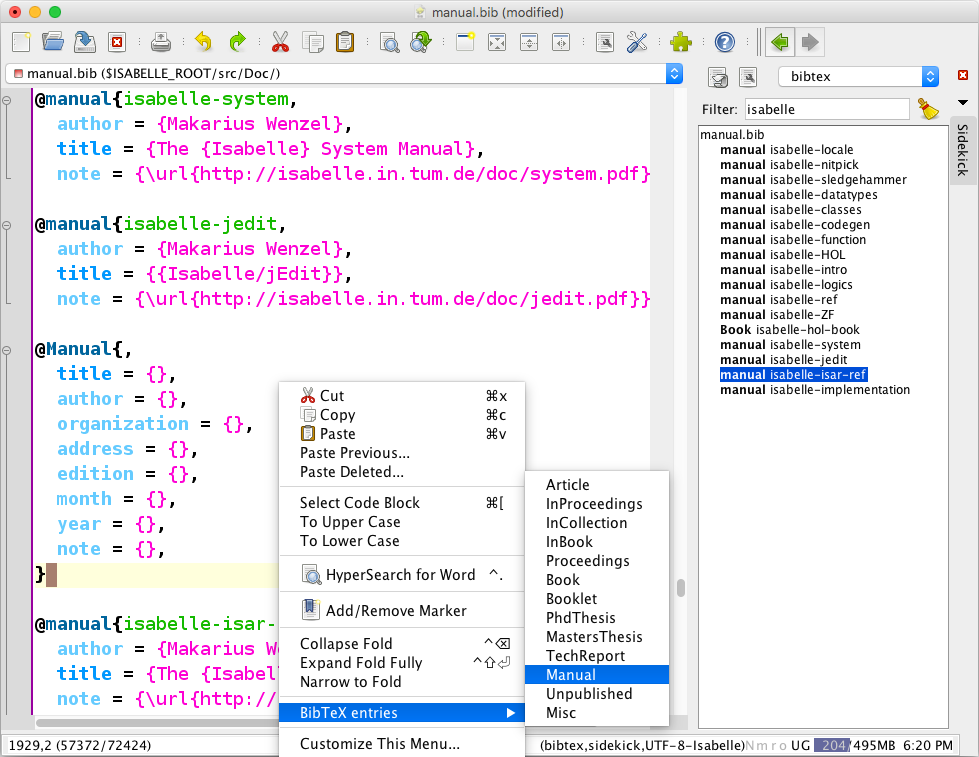 manual.bib (modified)
manual.bib ($ISABELLE_ROOT/src/Doc/)
@manual{isabelle-system,
author = {Makarius Wenzel},
title = {The {Isabelle} System Manual},
note = {\url{http://isabelle.in.tum.de/doc/system.pdf}
@manual{isabelle-jedit,
author = {Makarius Wenzel},
title = {{Isabelle/jEdit}},
note = {\url{http://isabelle.in.tum.de/doc/jedit.pdf}}
@Manual{,
title = {},
author = {},
organization = {},
address = {},
edition = {},
month = {},
year = {},
note = {},
}
@manual{isabelle-isar-
author = {Makarius W
title = {The {Isabel
note = {\url{http://
Cut ⌘x
Copy ⌘c
Paste ⌘v
Paste Previous...
Paste Deleted...
Select Code Block ⌘[
To Upper Case
To Lower Case
HyperSearch for Word ^.
Add/Remove Marker
Collapse Fold ^⌫
Expand Fold Fully ^⇧⏎
Narrow to Fold
BibTeX entries
Customize This Menu...
Article
InProceedings
InCollection
InBook
Proceedings
Book
Booklet
PhdThesis
MastersThesis
TechReport
Manual
Unpublished
Misc
bibtex
Filter: isabelle
manual.bib
manual isabelle-locale
manual isabelle-nitpick
manual isabelle-sledgehammer
manual isabelle-datatypes
manual isabelle-classes
manual isabelle-codegen
manual isabelle-function
manual isabelle-HOL
manual isabelle-intro
manual isabelle-logics
manual isabelle-ref
manual isabelle-ZF
Book isabelle-hol-book
manual isabelle-system
manual isabelle-jedit
manual isabelle-isar-ref
manual isabelle-implementation
Sidekick
1929,2 (57372/72424)
(bibtex,sidekick,UTF-8-Isabelle)N m r o UG 204/495MB 6:20 PM